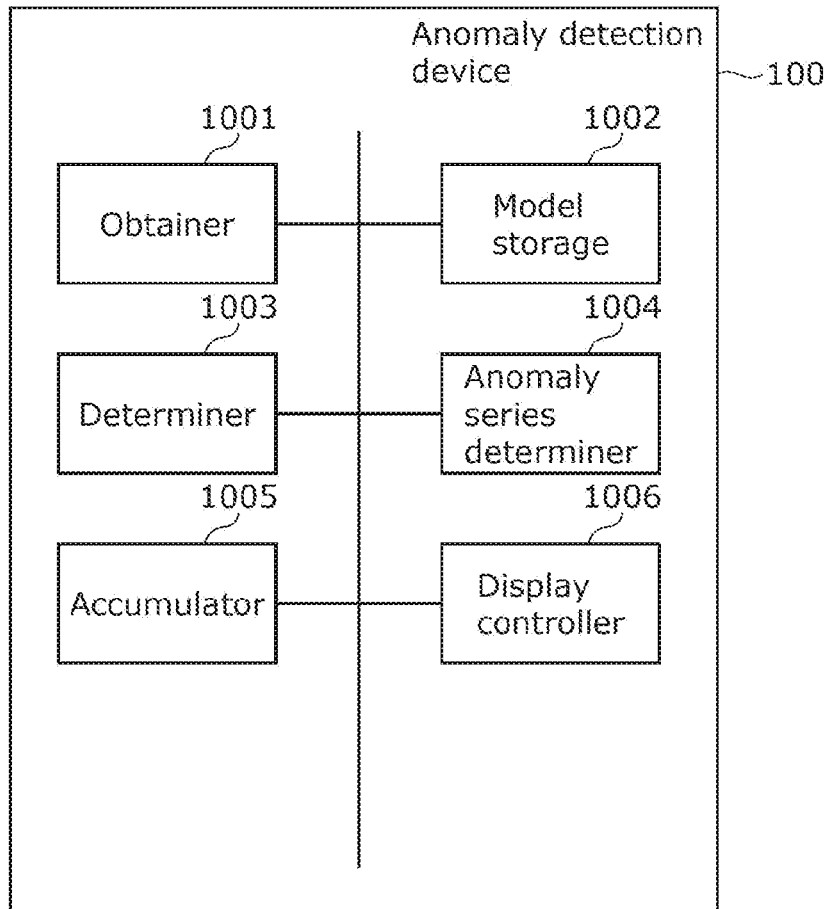 Anomaly detection
device
100
1001
1002
Obtainer
Model
storage
1003
1004
Determiner
Anomaly
series
determiner
1005
1006
Accumulator
Display
controller